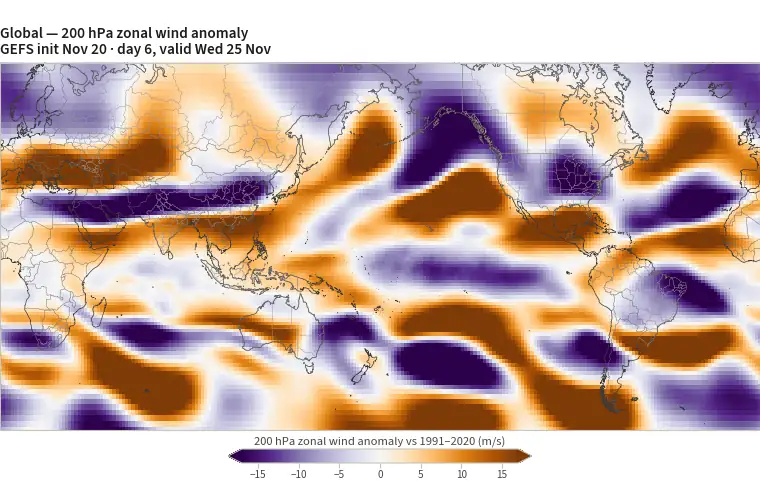 Global — 200 hPa zonal wind anomaly
GEFS init Nov 20 · day 6, valid Wed 25 Nov
200 hPa zonal wind anomaly vs 1991–2020 (m/s)
−15 −10 −5 0 5 10 15